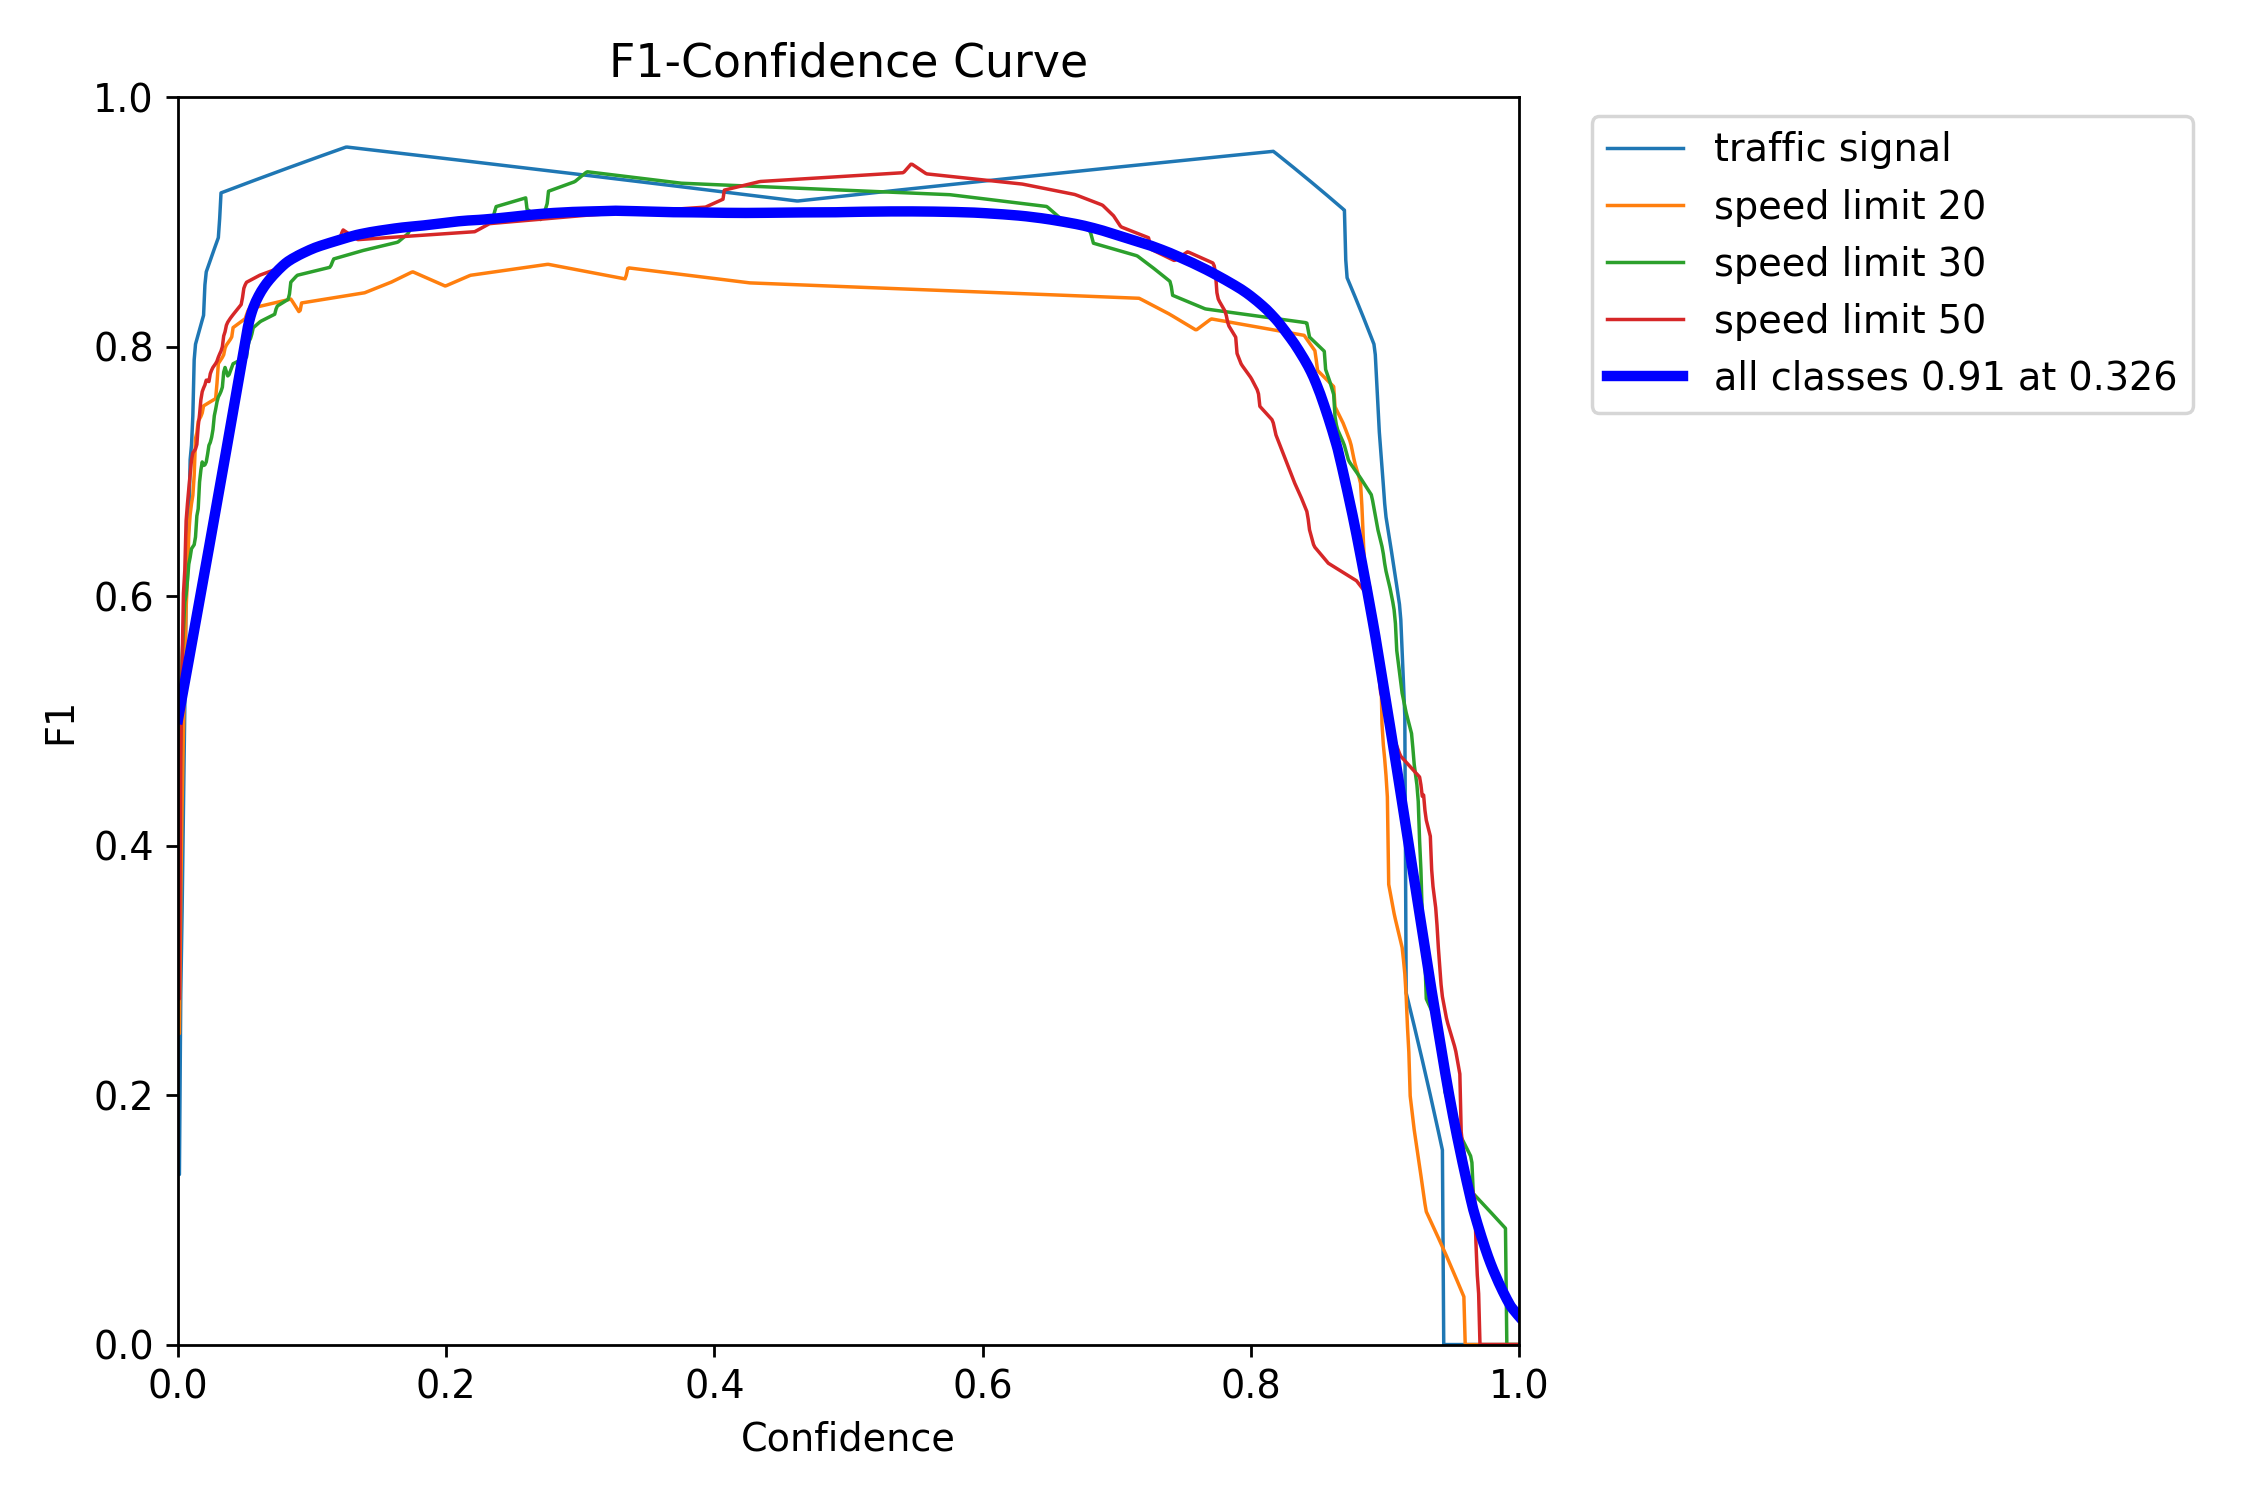 F1-Confidence Curve
1.0
0.8
0.6
0.4
0.2
0.0
F1
0.0 0.2 0.4 0.6 0.8 1.0
Confidence
traffic signal
speed limit 20
speed limit 30
speed limit 50
all classes 0.91 at 0.326